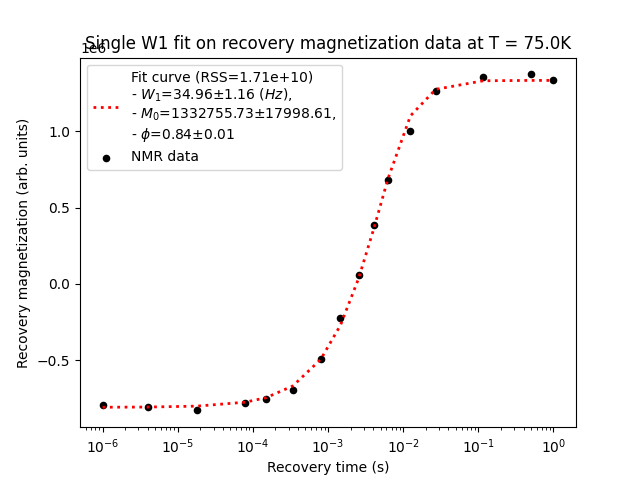 Single W1 fit on recovery magnetization data at T = 75.0K
1e6
Fit curve (RSS=1.71e+10)
- W₁=34.96±1.16 (Hz),
- M₀=1332755.73±17998.61,
- ϕ=0.84±0.01
NMR data
1.0
0.5
0.0
−0.5
Recovery magnetization (arb. units)
10⁻⁶ 10⁻⁵ 10⁻⁴ 10⁻³ 10⁻² 10⁻¹ 10⁰
Recovery time (s)